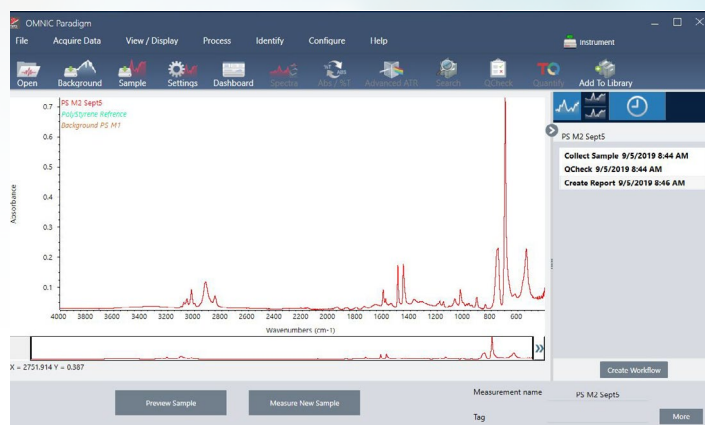 OMNIC Paradigm
File Acquire Data View / Display Process Identify Configure Help Instrument
Open Background Sample Settings Dashboard Spectra Abs / %T Advanced ATR Search QCheck Quantify Add To Library
PS M2 Sept5
PolyStyrene Refrence
Background PS M1
0.7
0.6
0.5
0.4
0.3
0.2
0.1
Absorbance
4000 3800 3600 3400 3200 3000 2800 2600 2400 2200 2000 1800 1600 1400 1200 1000 800 600
Wavenumbers (cm-1)
X = 2751.914 Y = 0.387
PS M2 Sept5
Collect Sample 9/5/2019 8:44 AM
QCheck 9/5/2019 8:44 AM
Create Report 9/5/2019 8:46 AM
Create Workflow
Preview Sample Measure New Sample
Measurement name PS M2 Sept5
Tag More